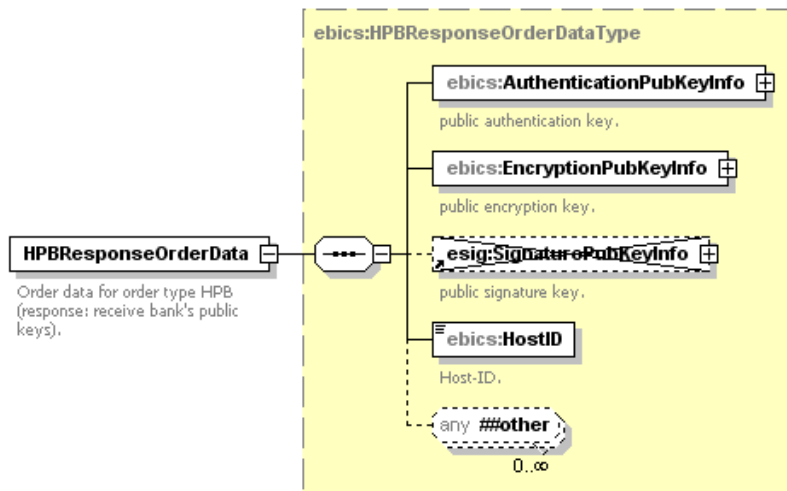 ebics:HPBResponseOrderDataType
ebics:AuthenticationPubKeyInfo
public authentication key.
ebics:EncryptionPubKeyInfo
public encryption key.
HPBResponseOrderData
Order data for order type HPB
(response: receive bank's public
keys).
esig:SignaturePubKeyInfo
public signature key.
ebics:HostID
Host-ID.
any ##other
0..∞